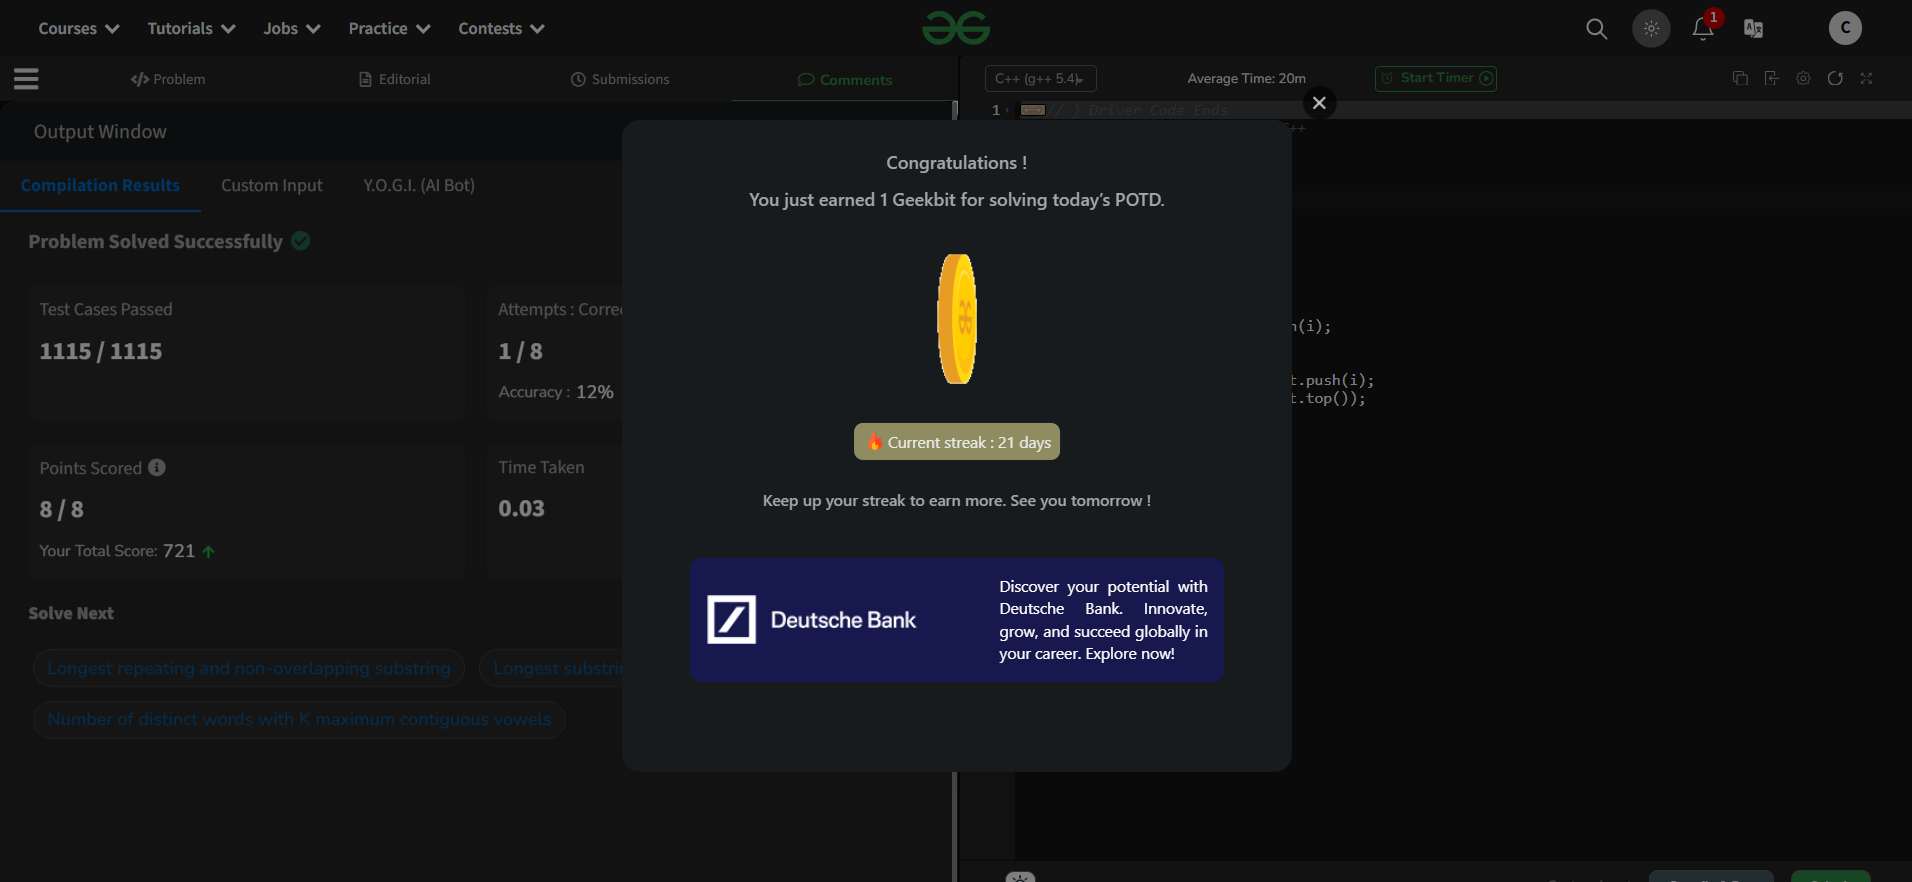 Courses
Tutorials
Jobs
Practice
Contests
1
C
</> Problem
Editorial
Submissions
Comments
C++ (g++ 5.4)
Average Time: 20m
Start Timer
1
// } Driver Code Ends
Output Window
Compilation Results
Custom Input
Y.O.G.I. (AI Bot)
Problem Solved Successfully
Test Cases Passed
1115 / 1115
Attempts : Corre
1 / 8
Accuracy : 12%
Points Scored
8 / 8
Your Total Score: 721
Time Taken
0.03
Solve Next
Longest repeating and non-overlapping substring
Longest substri
Number of distinct words with K maximum contiguous vowels
Congratulations !
You just earned 1 Geekbit for solving today’s POTD.
Current streak : 21 days
Keep up your streak to earn more. See you tomorrow !
Deutsche Bank
Discover your potential with
Deutsche Bank. Innovate,
grow, and succeed globally in
your career. Explore now!
++
(i);
t.push(i);
t.top());